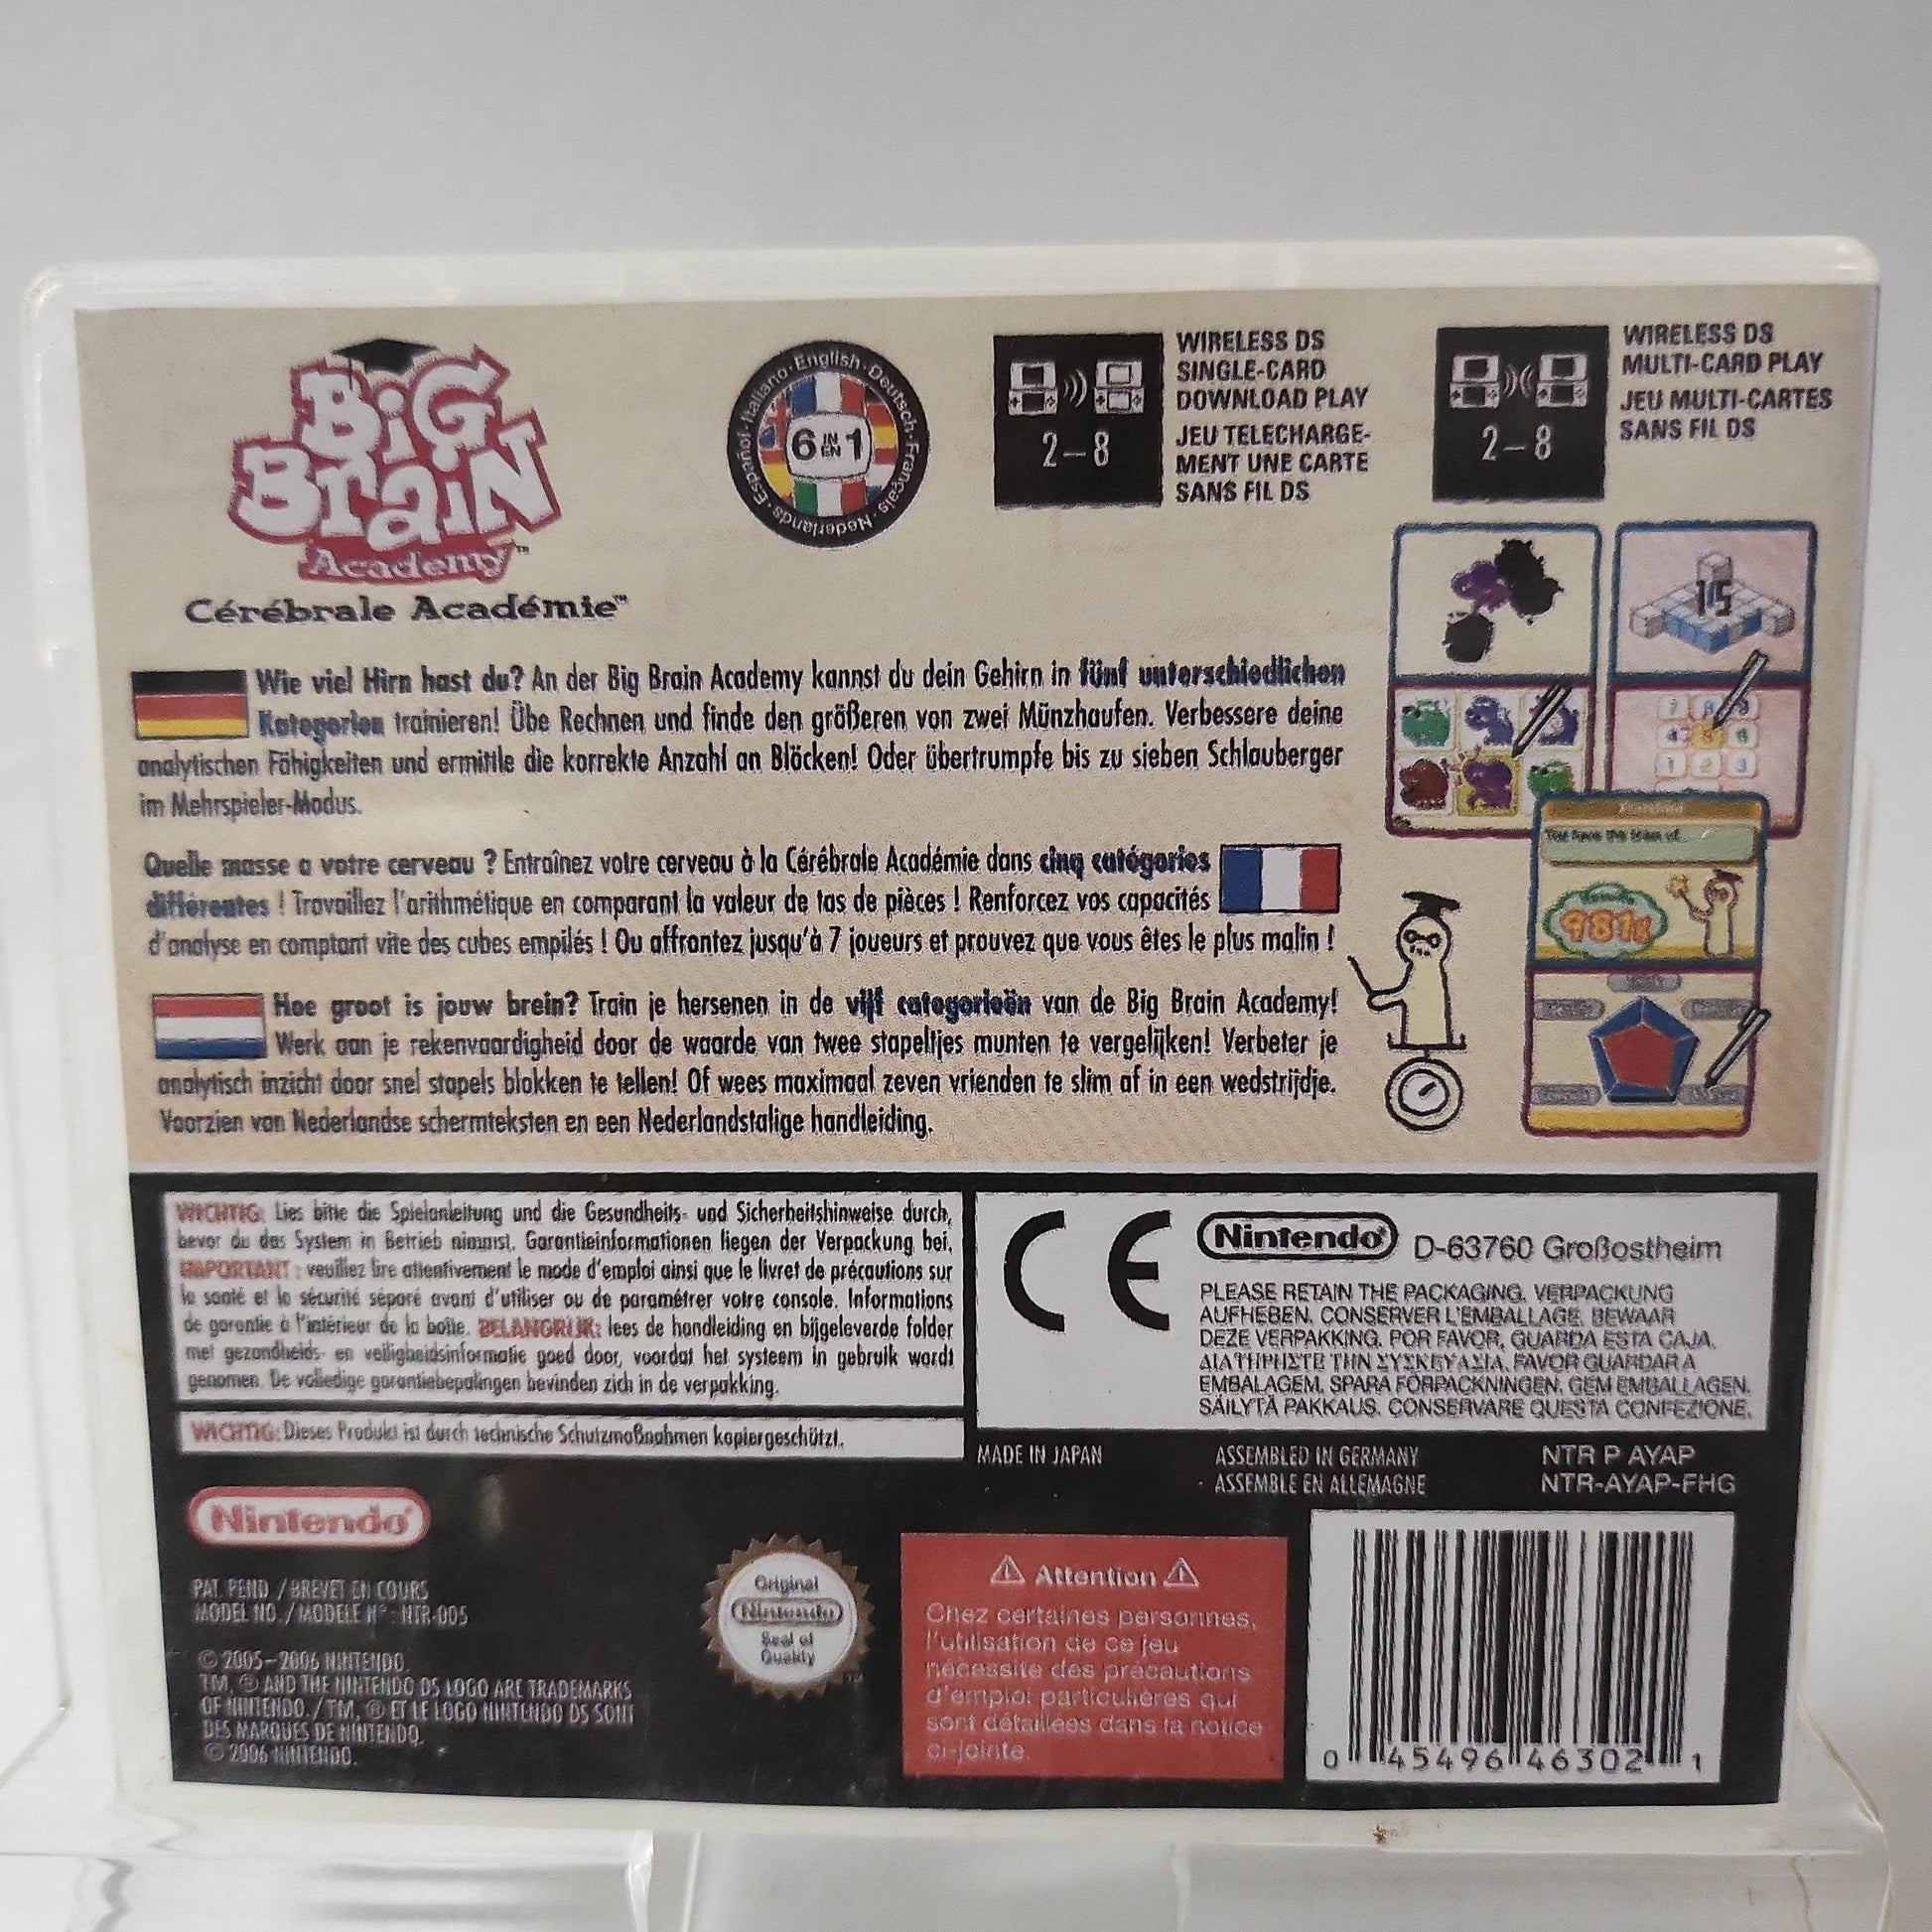 BiG
BraiN
Academy™
Cérébrale Académie™
English · Deutsch · Français · Nederlands · Español · Italiano
6 IN EN 1
2–8
WIRELESS DS
SINGLE-CARD
DOWNLOAD PLAY
JEU TELECHARGE-
MENT UNE CARTE
SANS FIL DS
2–8
WIRELESS DS
MULTI-CARD PLAY
JEU MULTI-CARTES
SANS FIL DS
15
7 8 9
4 5 6
1 2 3
You have the brain of...
981g
Wie viel Hirn hast du? An der Big Brain Academy kannst du dein Gehirn in fünf unterschiedlichen
Kategorien trainieren! Übe Rechnen und finde den größeren von zwei Münzhaufen. Verbessere deine
analytischen Fähigkeiten und ermittle die korrekte Anzahl an Blöcken! Oder übertrumpfe bis zu sieben Schlauberger
im Mehrspieler-Modus.
Quelle masse a votre cerveau ? Entraînez votre cerveau à la Cérébrale Académie dans cinq catégories
différentes ! Travaillez l'arithmétique en comparant la valeur de tas de pièces ! Renforcez vos capacités
d'analyse en comptant vite des cubes empilés ! Ou affrontez jusqu'à 7 joueurs et prouvez que vous êtes le plus malin !
Hoe groot is jouw brein? Train je hersenen in de vijf categorieën van de Big Brain Academy!
Werk aan je rekenvaardigheid door de waarde van twee stapeltjes munten te vergelijken! Verbeter je
analytisch inzicht door snel stapels blokken te tellen! Of wees maximaal zeven vrienden te slim af in een wedstrijdje.
Voorzien van Nederlandse schermteksten en een Nederlandstalige handleiding.
WICHTIG: Lies bitte die Spielanleitung und die Gesundheits- und Sicherheitshinweise durch,
bevor du das System in Betrieb nimmst. Garantieinformationen liegen der Verpackung bei.
IMPORTANT : veuillez lire attentivement le mode d'emploi ainsi que le livret de précautions sur
la santé et la sécurité séparé avant d'utiliser ou de paramétrer votre console. Informations
de garantie à l'intérieur de la boîte. BELANGRIJK: lees de handleiding en bijgeleverde folder
met gezondheids- en veiligheidsinformatie goed door, voordat het systeem in gebruik wordt
genomen. De volledige garantiebepalingen bevinden zich in de verpakking.
WICHTIG: Dieses Produkt ist durch technische Schutzmaßnahmen kopiergeschützt.
CE
Nintendo® D-63760 Großostheim
PLEASE RETAIN THE PACKAGING. VERPACKUNG
AUFHEBEN. CONSERVER L'EMBALLAGE. BEWAAR
DEZE VERPAKKING. POR FAVOR, GUARDA ESTA CAJA.
ΔΙΑΤΗΡΗΣΤΕ ΤΗΝ ΣΥΣΚΕΥΑΣΙΑ. FAVOR GUARDAR A
EMBALAGEM. SPARA FÖRPACKNINGEN. GEM EMBALLAGEN.
SÄILYTÄ PAKKAUS. CONSERVARE QUESTA CONFEZIONE.
MADE IN JAPAN
ASSEMBLED IN GERMANY
ASSEMBLE EN ALLEMAGNE
NTR P AYAP
NTR-AYAP-FHG
Nintendo®
PAT. PEND / BREVET EN COURS
MODEL NO. / MODELE N° : NTR-005
© 2005–2006 NINTENDO.
TM, ® AND THE NINTENDO DS LOGO ARE TRADEMARKS
OF NINTENDO. / TM, ® ET LE LOGO NINTENDO DS SONT
DES MARQUES DE NINTENDO.
© 2006 NINTENDO.
Original
Nintendo
Seal of
Quality
TM
⚠ Attention ⚠
Chez certaines personnes,
l'utilisation de ce jeu
nécessite des précautions
d'emploi particulières qui
sont détaillées dans la notice
ci-jointe.
0 45496 46302 1